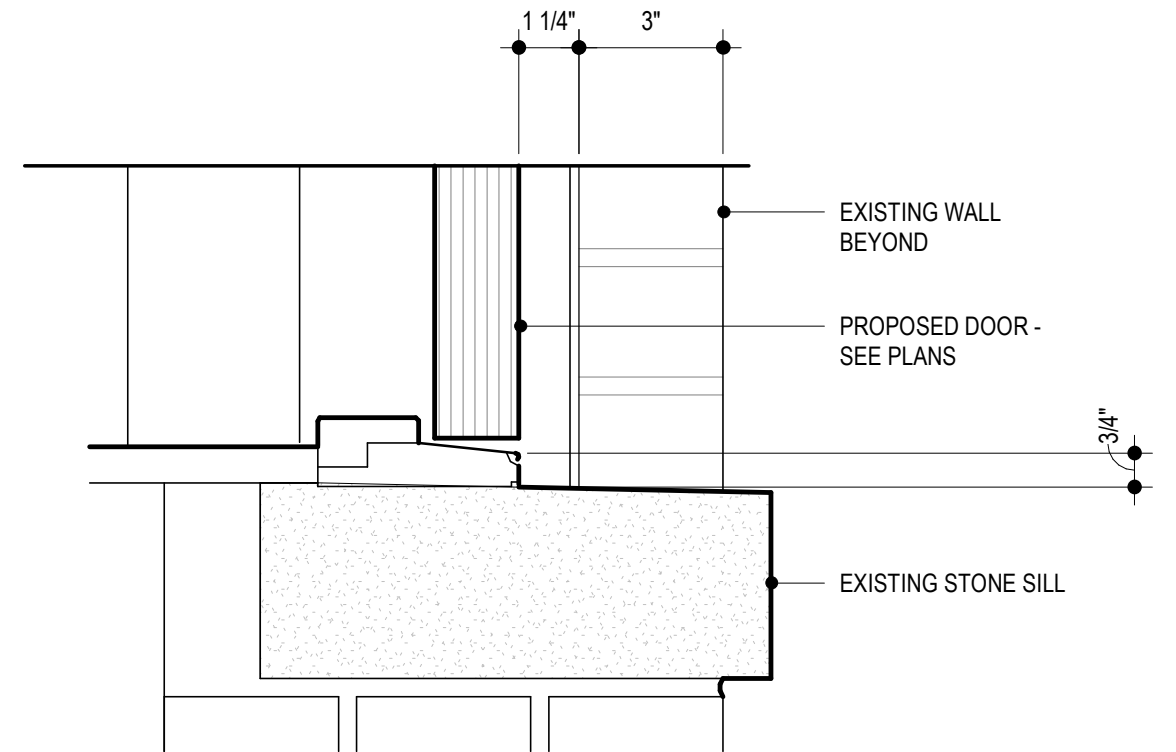 1 1/4" 3"
EXISTING WALL
BEYOND
PROPOSED DOOR -
SEE PLANS
3/4"
EXISTING STONE SILL